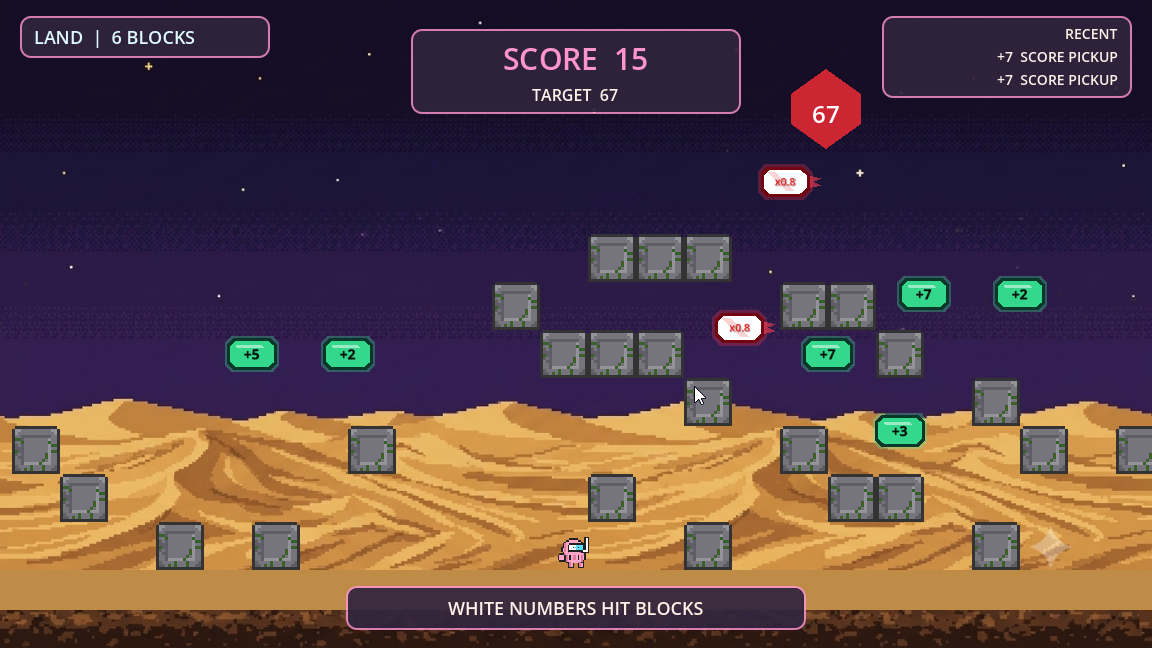 LAND | 6 BLOCKS
SCORE 15
TARGET 67
RECENT
+7 SCORE PICKUP
+7 SCORE PICKUP
67
x0.8
+7
+2
x0.8
+5
+2
+7
+3
WHITE NUMBERS HIT BLOCKS